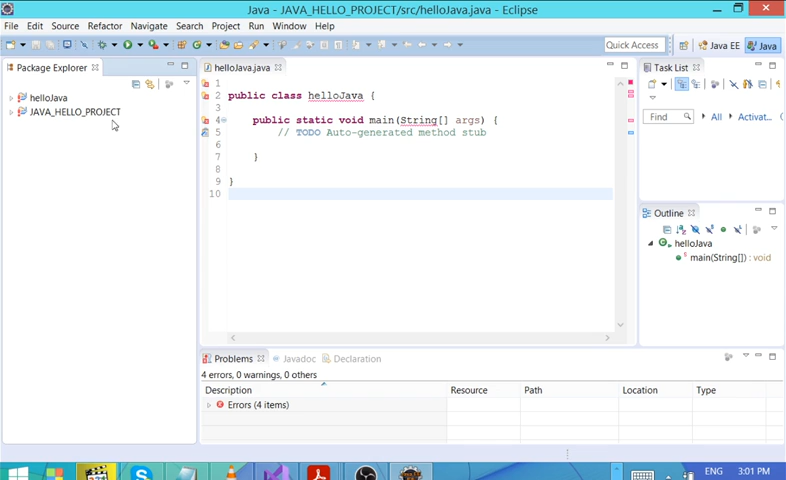 Java - JAVA_HELLO_PROJECT/src/helloJava.java - Eclipse
File Edit Source Refactor Navigate Search Project Run Window Help
Quick Access Java EE Java
Package Explorer
helloJava
JAVA_HELLO_PROJECT
helloJava.java
1
2 public class helloJava {
3
4 public static void main(String[] args) {
5 // TODO Auto-generated method stub
6
7 }
8
9 }
10
Task List
Find All Activat...
Outline
helloJava
main(String[]) : void
Problems Javadoc Declaration
4 errors, 0 warnings, 0 others
Description Resource Path Location Type
Errors (4 items)
ENG 3:01 PM